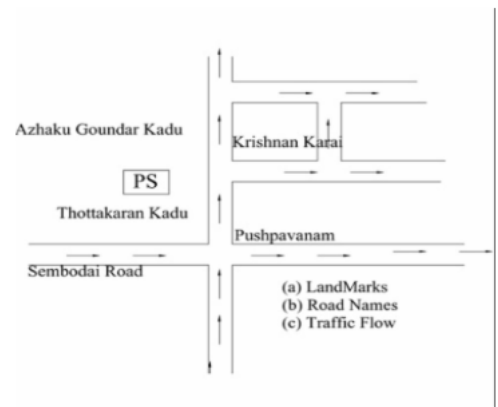 Azhaku Goundar Kadu
Krishnan Karai
PS
Thottakaran Kadu
Pushpavanam
Sembodai Road
(a) LandMarks
(b) Road Names
(c) Traffic Flow